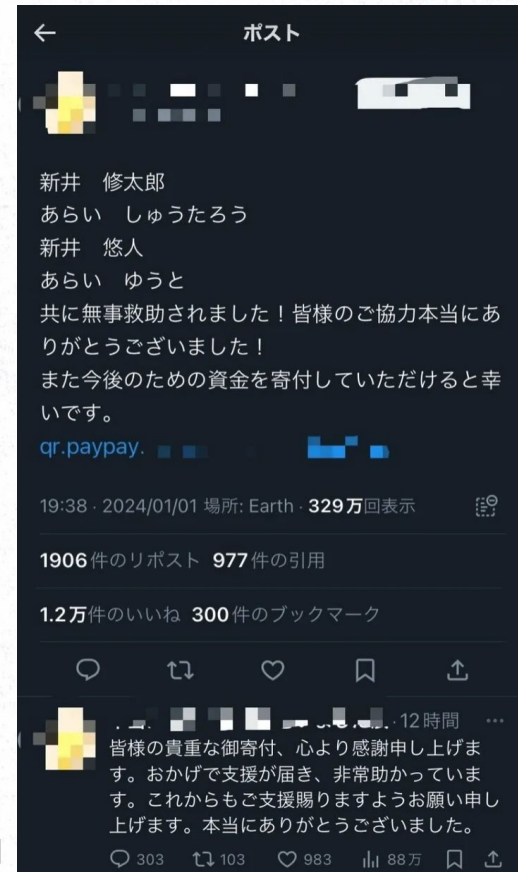 ポスト
新井　修太郎
あらい　しゅうたろう
新井　悠人
あらい　ゆうと
共に無事救助されました！皆様のご協力本当にあ
りがとうございました！
また今後のための資金を寄付していただけると幸
いです。
qr.paypay.
19:38 · 2024/01/01 場所: Earth · 329万回表示
1906件のリポスト 977件の引用
1.2万件のいいね 300件のブックマーク
· 12時間
皆様の貴重な御寄付、心より感謝申し上げま
す。おかげで支援が届き、非常助かっていま
す。これからもご支援賜りますようお願い申し
上げます。本当にありがとうございました。
303 103 983 88万